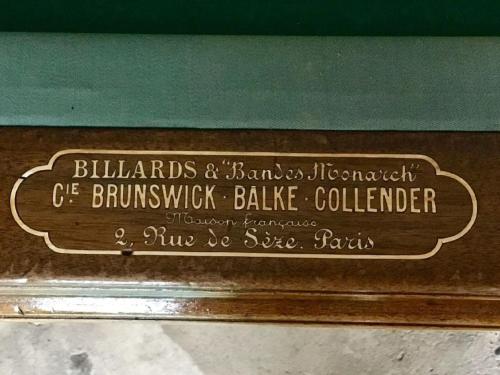 BILLARDS & "Bandes Monarch"
CIE. BRUNSWICK · BALKE · COLLENDER
Maison française
2, Rue de Sèze. Paris